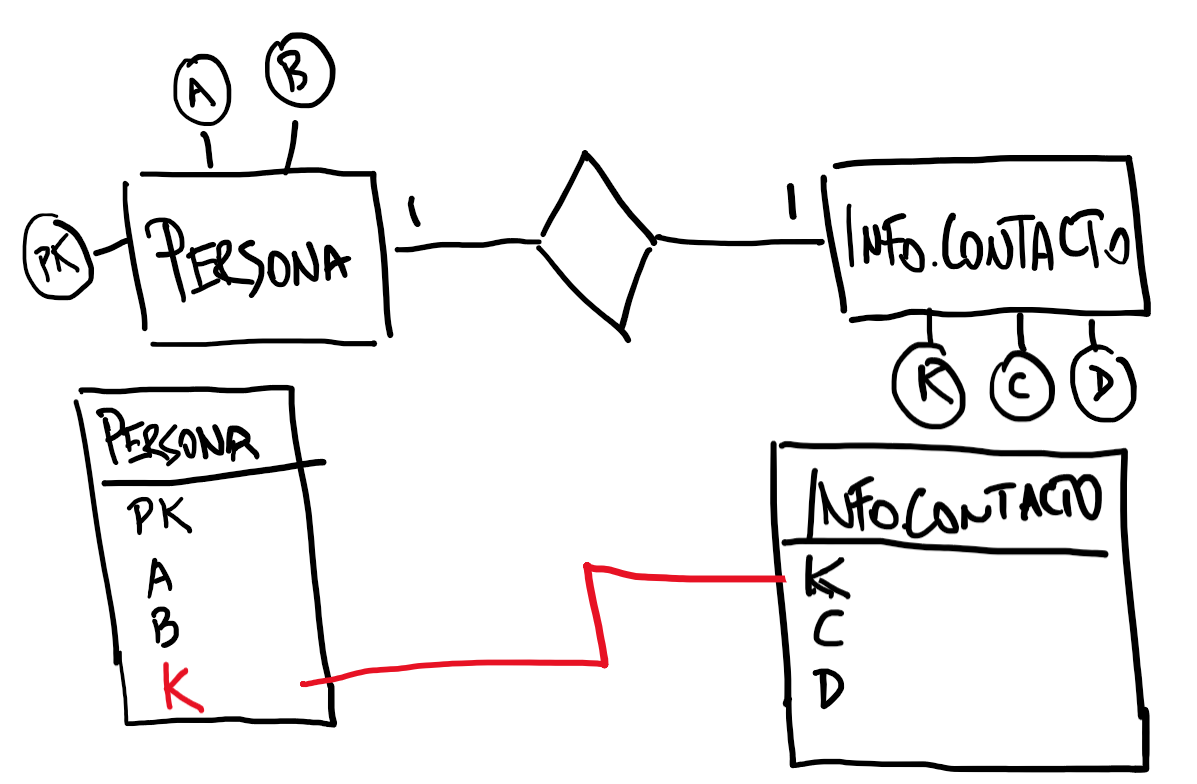 A
B
PK
PERSONA
1
1
INFO.CONTACTO
K
C
D
PERSONA
PK
A
B
K
INFO.CONTACTO
K
C
D